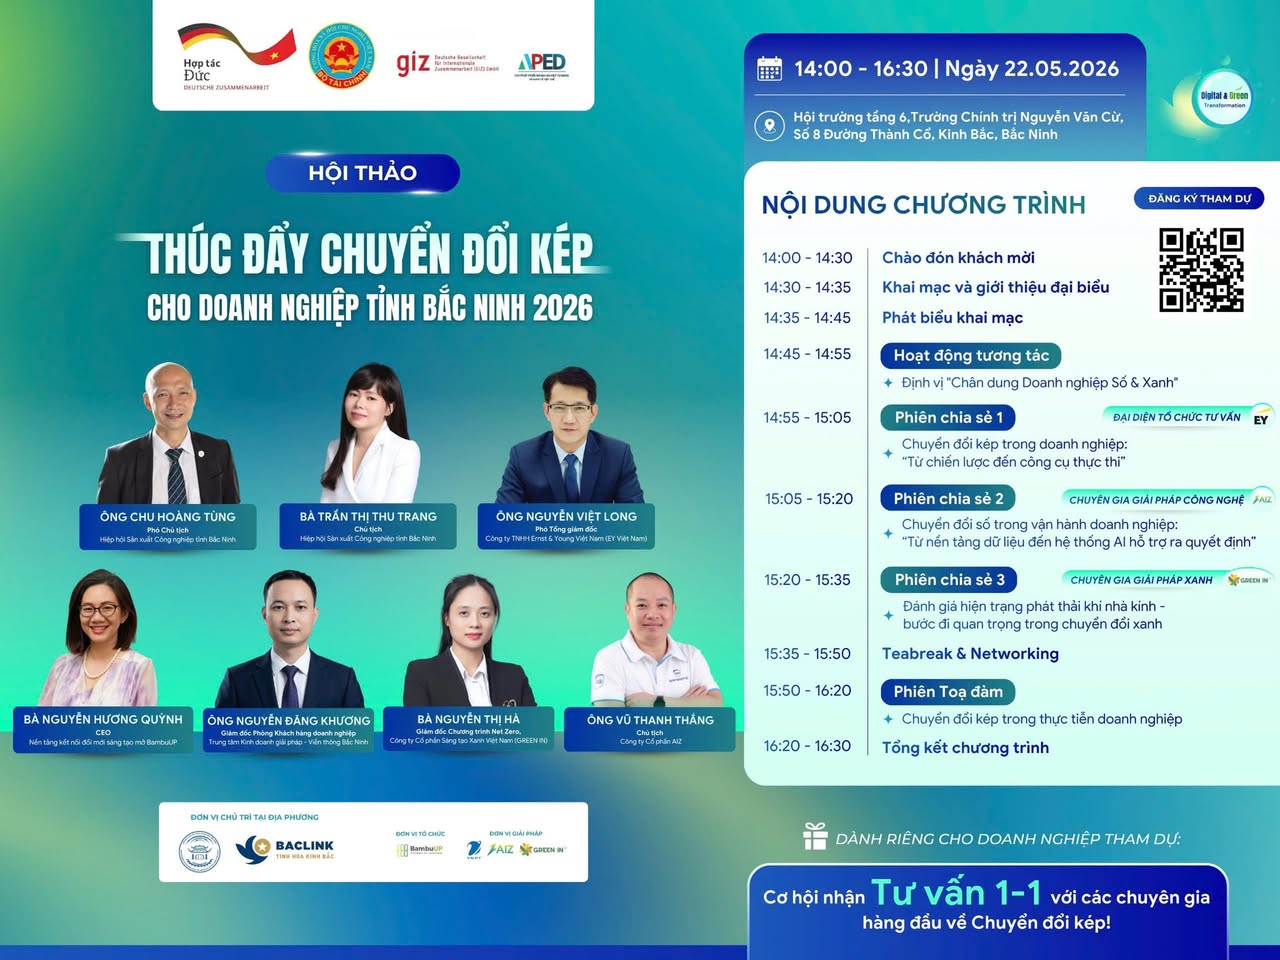 Hợp tác
Đức
DEUTSCHE ZUSAMMENARBEIT
BỘ TÀI CHÍNH
giz Deutsche Gesellschaft
für Internationale
Zusammenarbeit (GIZ) GmbH
APED
HỘI THẢO
THÚC ĐẨY CHUYỂN ĐỔI KÉP
CHO DOANH NGHIỆP TỈNH BẮC NINH 2026
ÔNG CHU HOÀNG TÙNG
Phó Chủ tịch
Hiệp hội Sản xuất Công nghiệp tỉnh Bắc Ninh
BÀ TRẦN THỊ THU TRANG
Chủ tịch
Hiệp hội Sản xuất Công nghiệp tỉnh Bắc Ninh
ÔNG NGUYỄN VIỆT LONG
Phó Tổng giám đốc
Công ty TNHH Ernst & Young Việt Nam (EY Việt Nam)
BÀ NGUYỄN HƯƠNG QUỲNH
CEO
Nền tảng kết nối đổi mới sáng tạo mở BambuUP
ÔNG NGUYỄN ĐĂNG KHƯƠNG
Giám đốc Phòng Khách hàng doanh nghiệp
Trung tâm Kinh doanh giải pháp - Viễn thông Bắc Ninh
BÀ NGUYỄN THỊ HÀ
Giám đốc Chương trình Net Zero,
Công ty Cổ phần Sáng tạo Xanh Việt Nam (GREEN IN)
ÔNG VŨ THANH THẮNG
Chủ tịch
Công ty Cổ phần AIZ
ĐƠN VỊ CHỦ TRÌ TẠI ĐỊA PHƯƠNG
BACLINK
TINH HOA KINH BẮC
ĐƠN VỊ TỔ CHỨC
BambuUP
ĐƠN VỊ GIẢI PHÁP
VNPT
AIZ
GREEN IN
14:00 - 16:30 | Ngày 22.05.2026
Hội trường tầng 6,Trường Chính trị Nguyễn Văn Cừ,
Số 8 Đường Thành Cổ, Kinh Bắc, Bắc Ninh
Digital & Green
Transformation
NỘI DUNG CHƯƠNG TRÌNH
ĐĂNG KÝ THAM DỰ
14:00 - 14:30 Chào đón khách mời
14:30 - 14:35 Khai mạc và giới thiệu đại biểu
14:35 - 14:45 Phát biểu khai mạc
14:45 - 14:55 Hoạt động tương tác
Định vị "Chân dung Doanh nghiệp Số & Xanh"
14:55 - 15:05 Phiên chia sẻ 1 ĐẠI DIỆN TỔ CHỨC TƯ VẤN EY
Chuyển đổi kép trong doanh nghiệp:
“Từ chiến lược đến công cụ thực thi”
15:05 - 15:20 Phiên chia sẻ 2 CHUYÊN GIA GIẢI PHÁP CÔNG NGHỆ AIZ
Chuyển đổi số trong vận hành doanh nghiệp:
“Từ nền tảng dữ liệu đến hệ thống AI hỗ trợ ra quyết định”
15:20 - 15:35 Phiên chia sẻ 3 CHUYÊN GIA GIẢI PHÁP XANH GREEN IN
Đánh giá hiện trạng phát thải khí nhà kính -
bước đi quan trọng trong chuyển đổi xanh
15:35 - 15:50 Teabreak & Networking
15:50 - 16:20 Phiên Toạ đàm
Chuyển đổi kép trong thực tiễn doanh nghiệp
16:20 - 16:30 Tổng kết chương trình
DÀNH RIÊNG CHO DOANH NGHIỆP THAM DỰ:
Cơ hội nhận Tư vấn 1-1 với các chuyên gia
hàng đầu về Chuyển đổi kép!